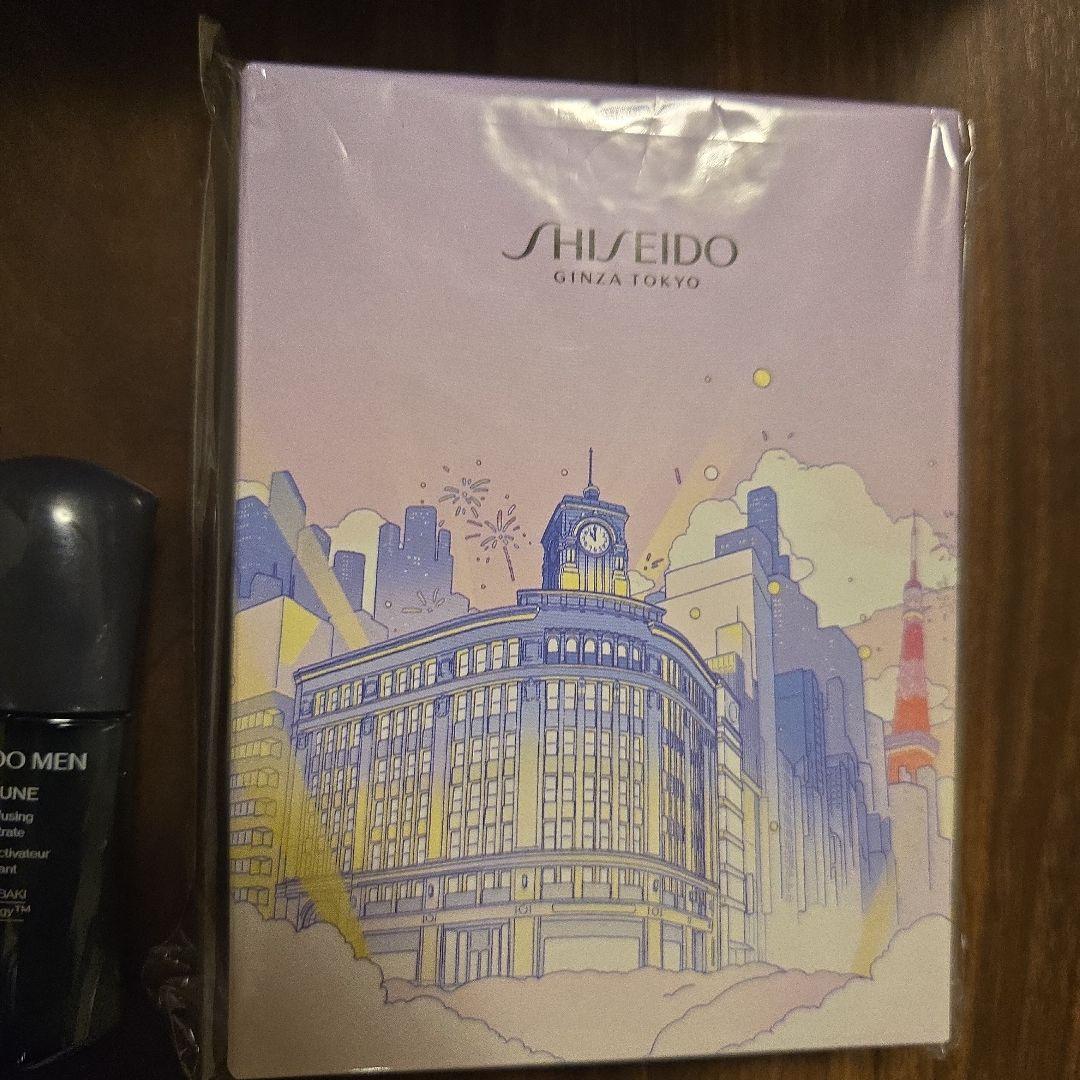 SHISEIDO
GINZA TOKYO
DO MEN
UNE
fusing
trate
ctivateur
ant
BAKI
gy™